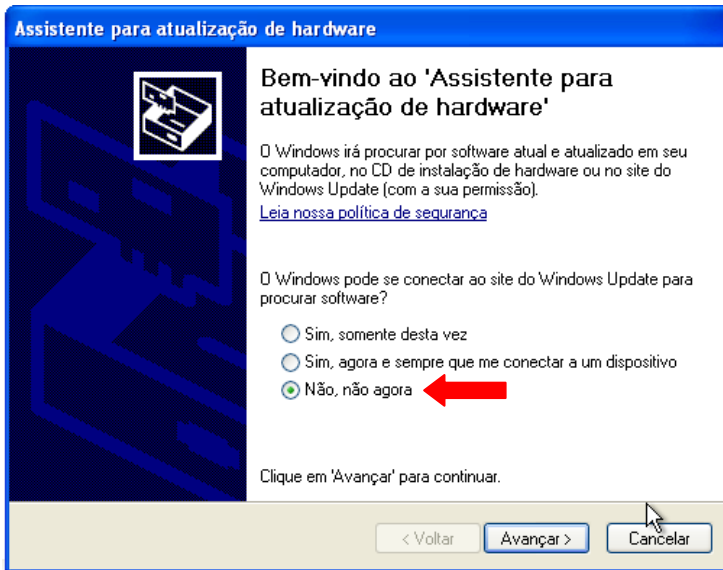 Assistente para atualização de hardware
Bem-vindo ao 'Assistente para
atualização de hardware'
O Windows irá procurar por software atual e atualizado em seu
computador, no CD de instalação de hardware ou no site do
Windows Update (com a sua permissão).
Leia nossa política de segurança
O Windows pode se conectar ao site do Windows Update para
procurar software?
Sim, somente desta vez
Sim, agora e sempre que me conectar a um dispositivo
Não, não agora
Clique em 'Avançar' para continuar.
< Voltar Avançar > Cancelar